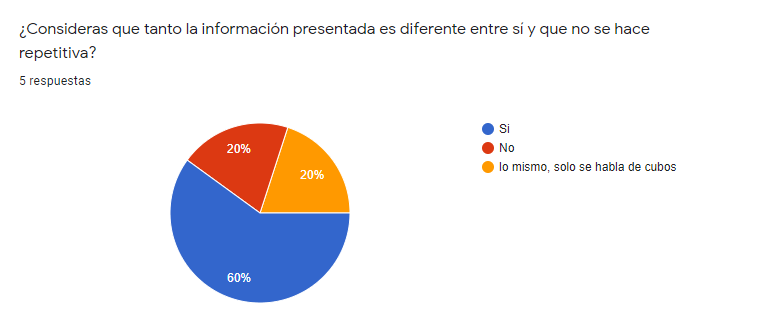 ¿Consideras que tanto la información presentada es diferente entre sí y que no se hace
repetitiva?
5 respuestas
20%
20%
60%
Si
No
lo mismo, solo se habla de cubos